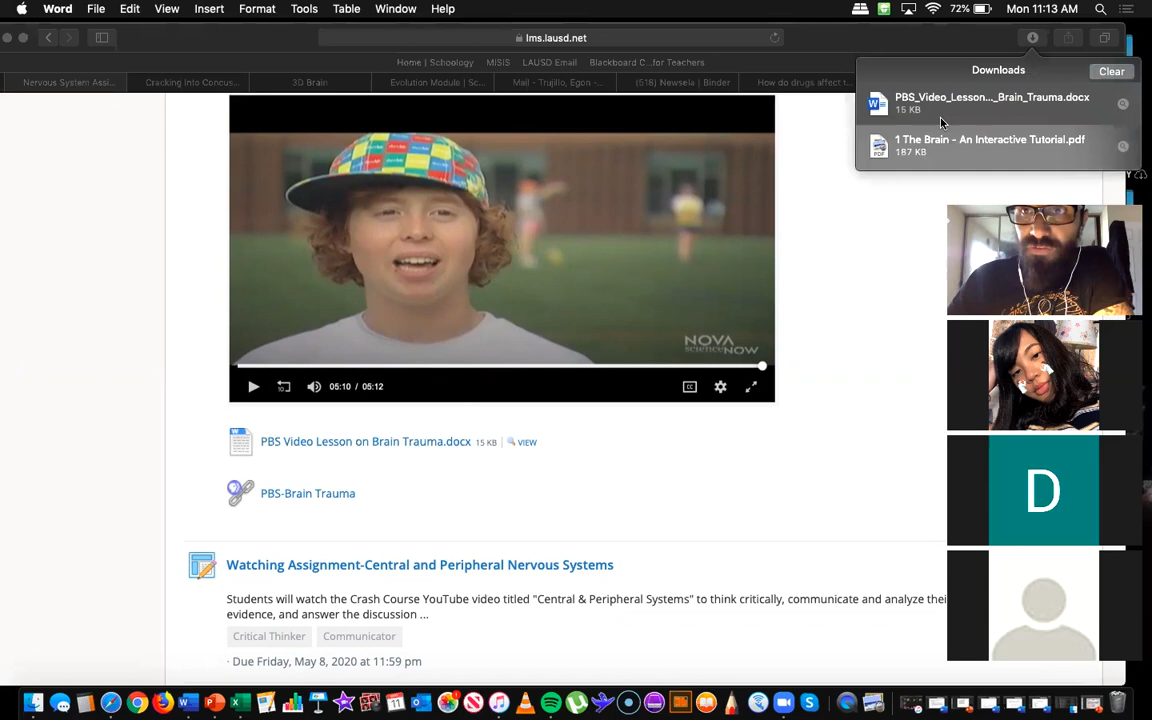 Word File Edit View Insert Format Tools Table Window Help 72% Mon 11:13 AM
lms.lausd.net
Home | Schoology MISIS LAUSD Email Blackboard C...for Teachers
Nervous System Assi... Cracking Into Concus... 3D Brain Evolution Module | Sc... Mail - Trujillo, Egon -... (518) Newsela | Binder How do drugs affect t...
Downloads Clear
PBS_Video_Lesson..._Brain_Trauma.docx
15 KB
1 The Brain - An Interactive Tutorial.pdf
187 KB
NOVA
scienceNOW
05:10 / 05:12
CC
PBS Video Lesson on Brain Trauma.docx 15 KB | VIEW
PBS-Brain Trauma
D
Watching Assignment-Central and Peripheral Nervous Systems
Students will watch the Crash Course YouTube video titled "Central & Peripheral Systems" to think critically, communicate and analyze thei
evidence, and answer the discussion ...
Critical Thinker Communicator
· Due Friday, May 8, 2020 at 11:59 pm